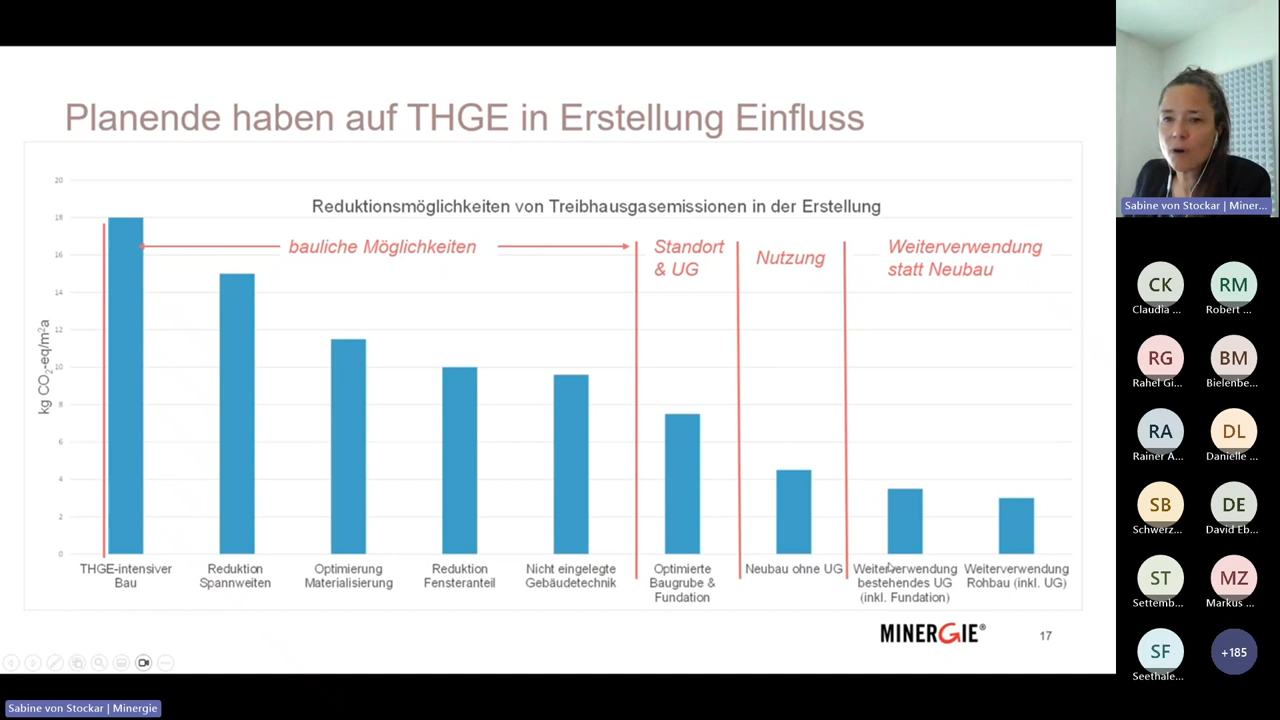 Planende haben auf THGE in Erstellung Einfluss
Reduktionsmöglichkeiten von Treibhausgasemissionen in der Erstellung
bauliche Möglichkeiten
Standort
& UG
Nutzung
Weiterverwendung
statt Neubau
kg CO₂-eq/m²a
20
18
16
14
12
10
8
6
4
2
0
THGE-intensiver
Bau
Reduktion
Spannweiten
Optimierung
Materialisierung
Reduktion
Fensteranteil
Nicht eingelegte
Gebäudetechnik
Optimierte
Baugrube &
Fundation
Neubau ohne UG
Weiterverwendung
bestehendes UG
(inkl. Fundation)
Weiterverwendung
Rohbau (inkl. UG)
MINERGIE®
17
Sabine von Stockar | Minergie
Sabine von Stockar | Miner...
CK
Claudia ...
RM
Robert ...
RG
Rahel Gi...
BM
Bielenbe...
RA
Rainer A...
DL
Danielle ...
SB
Schwerz...
DE
David Eb...
ST
Settemb...
MZ
Markus ...
SF
Seethale...
+185